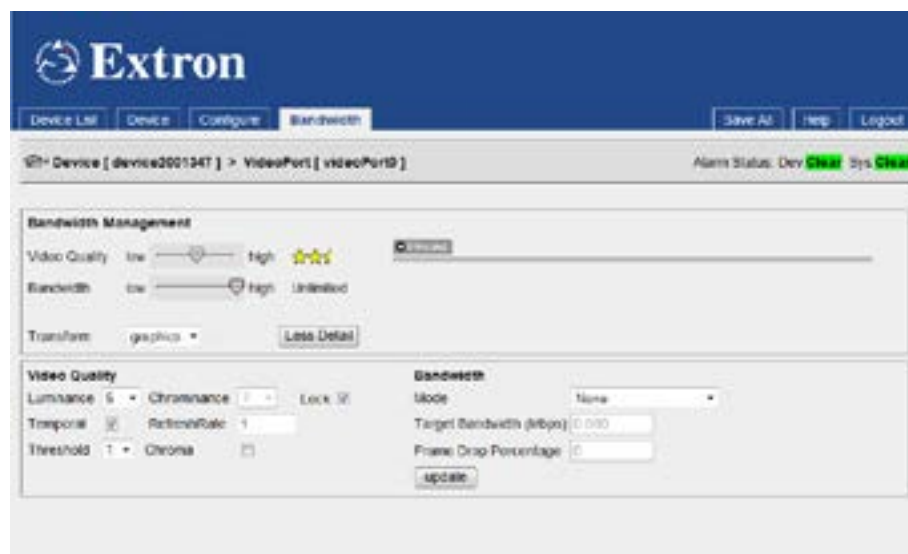 Extron
Device List Device Configure Bandwidth Save All Help Logout
Device [ device2001347 ] > VideoPort [ videoPort0 ] Alarm Status: Dev Clear Sys Clear
Bandwidth Management
Video Quality low high
Bandwidth low high Unlimited
Transform graphics Less Detail
Video Quality Bandwidth
Luminance Chrominance Lock Mode None
Temporal RefreshRate 1 Target Bandwidth (Mbps) 0.000
Threshold Chroma Frame Drop Percentage 0
update